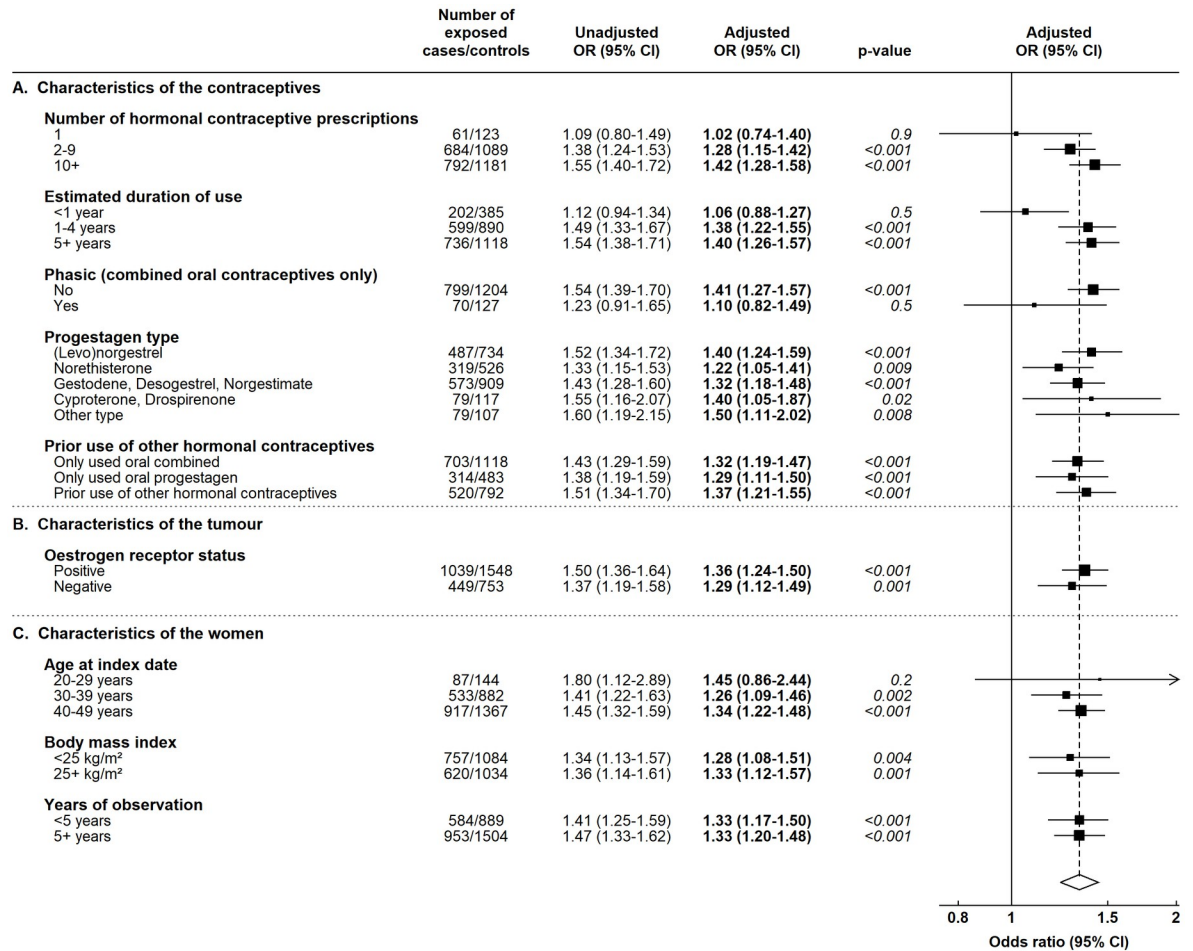 Number of exposed cases/controls Unadjusted OR (95% CI) Adjusted OR (95% CI) p-value Adjusted OR (95% CI)
A. Characteristics of the contraceptives
Number of hormonal contraceptive prescriptions
1 61/123 1.09 (0.80-1.49) 1.02 (0.74-1.40) 0.9
2-9 684/1089 1.38 (1.24-1.53) 1.28 (1.15-1.42) <0.001
10+ 792/1181 1.55 (1.40-1.72) 1.42 (1.28-1.58) <0.001
Estimated duration of use
<1 year 202/385 1.12 (0.94-1.34) 1.06 (0.88-1.27) 0.5
1-4 years 599/890 1.49 (1.33-1.67) 1.38 (1.22-1.55) <0.001
5+ years 736/1118 1.54 (1.38-1.71) 1.40 (1.26-1.57) <0.001
Phasic (combined oral contraceptives only)
No 799/1204 1.54 (1.39-1.70) 1.41 (1.27-1.57) <0.001
Yes 70/127 1.23 (0.91-1.65) 1.10 (0.82-1.49) 0.5
Progestagen type
(Levo)norgestrel 487/734 1.52 (1.34-1.72) 1.40 (1.24-1.59) <0.001
Norethisterone 319/526 1.33 (1.15-1.53) 1.22 (1.05-1.41) 0.009
Gestodene, Desogestrel, Norgestimate 573/909 1.43 (1.28-1.60) 1.32 (1.18-1.48) <0.001
Cyproterone, Drospirenone 79/117 1.55 (1.16-2.07) 1.40 (1.05-1.87) 0.02
Other type 79/107 1.60 (1.19-2.15) 1.50 (1.11-2.02) 0.008
Prior use of other hormonal contraceptives
Only used oral combined 703/1118 1.43 (1.29-1.59) 1.32 (1.19-1.47) <0.001
Only used oral progestagen 314/483 1.38 (1.19-1.59) 1.29 (1.11-1.50) <0.001
Prior use of other hormonal contraceptives 520/792 1.51 (1.34-1.70) 1.37 (1.21-1.55) <0.001
B. Characteristics of the tumour
Oestrogen receptor status
Positive 1039/1548 1.50 (1.36-1.64) 1.36 (1.24-1.50) <0.001
Negative 449/753 1.37 (1.19-1.58) 1.29 (1.12-1.49) 0.001
C. Characteristics of the women
Age at index date
20-29 years 87/144 1.80 (1.12-2.89) 1.45 (0.86-2.44) 0.2
30-39 years 533/882 1.41 (1.22-1.63) 1.26 (1.09-1.46) 0.002
40-49 years 917/1367 1.45 (1.32-1.59) 1.34 (1.22-1.48) <0.001
Body mass index
<25 kg/m² 757/1084 1.34 (1.13-1.57) 1.28 (1.08-1.51) 0.004
25+ kg/m² 620/1034 1.36 (1.14-1.61) 1.33 (1.12-1.57) 0.001
Years of observation
<5 years 584/889 1.41 (1.25-1.59) 1.33 (1.17-1.50) <0.001
5+ years 953/1504 1.47 (1.33-1.62) 1.33 (1.20-1.48) <0.001
0.8 1 1.5 2
Odds ratio (95% CI)